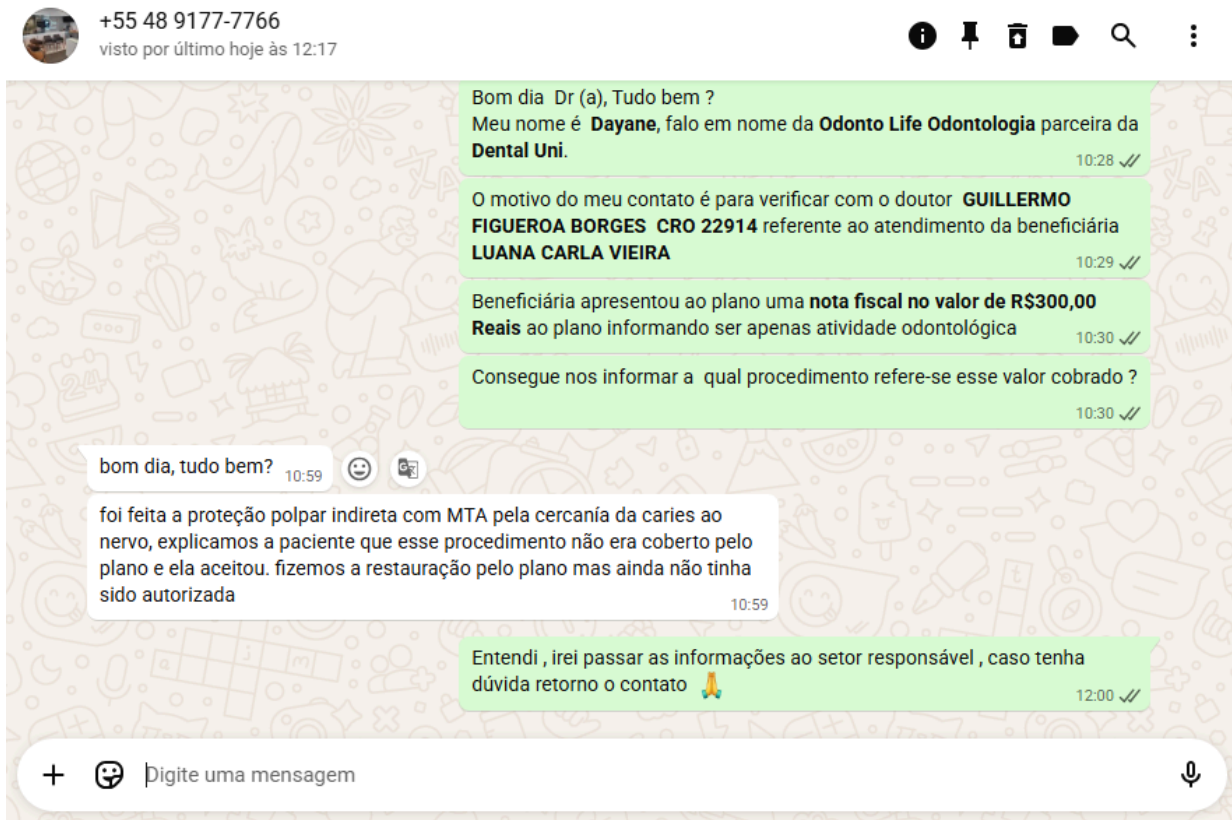 +55 48 9177-7766
visto por último hoje às 12:17
Bom dia Dr (a), Tudo bem ?
Meu nome é Dayane, falo em nome da Odonto Life Odontologia parceira da
Dental Uni.
10:28
O motivo do meu contato é para verificar com o doutor GUILLERMO
FIGUEROA BORGES CRO 22914 referente ao atendimento da beneficiária
LUANA CARLA VIEIRA
10:29
Beneficiária apresentou ao plano uma nota fiscal no valor de R$300,00
Reais ao plano informando ser apenas atividade odontológica
10:30
Consegue nos informar a qual procedimento refere-se esse valor cobrado ?
10:30
bom dia, tudo bem?
10:59
foi feita a proteção polpar indireta com MTA pela cercanía da caries ao
nervo, explicamos a paciente que esse procedimento não era coberto pelo
plano e ela aceitou. fizemos a restauração pelo plano mas ainda não tinha
sido autorizada
10:59
Entendi , irei passar as informações ao setor responsável , caso tenha
dúvida retorno o contato 🙏
12:00
Digite uma mensagem